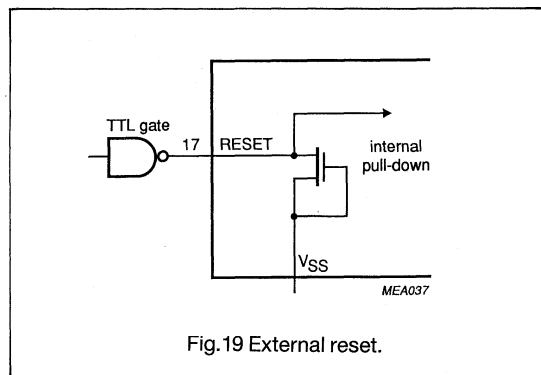 TTL gate
17 RESET
internal
pull-down
VSS
MEA037
Fig.19 External reset.